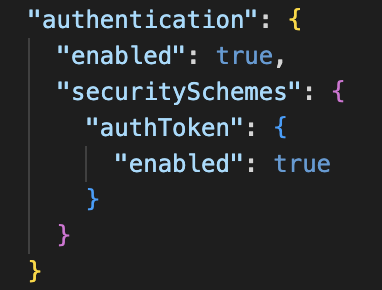 "authentication": {
"enabled": true,
"securitySchemes": {
"authToken": {
"enabled": true
}
}
}